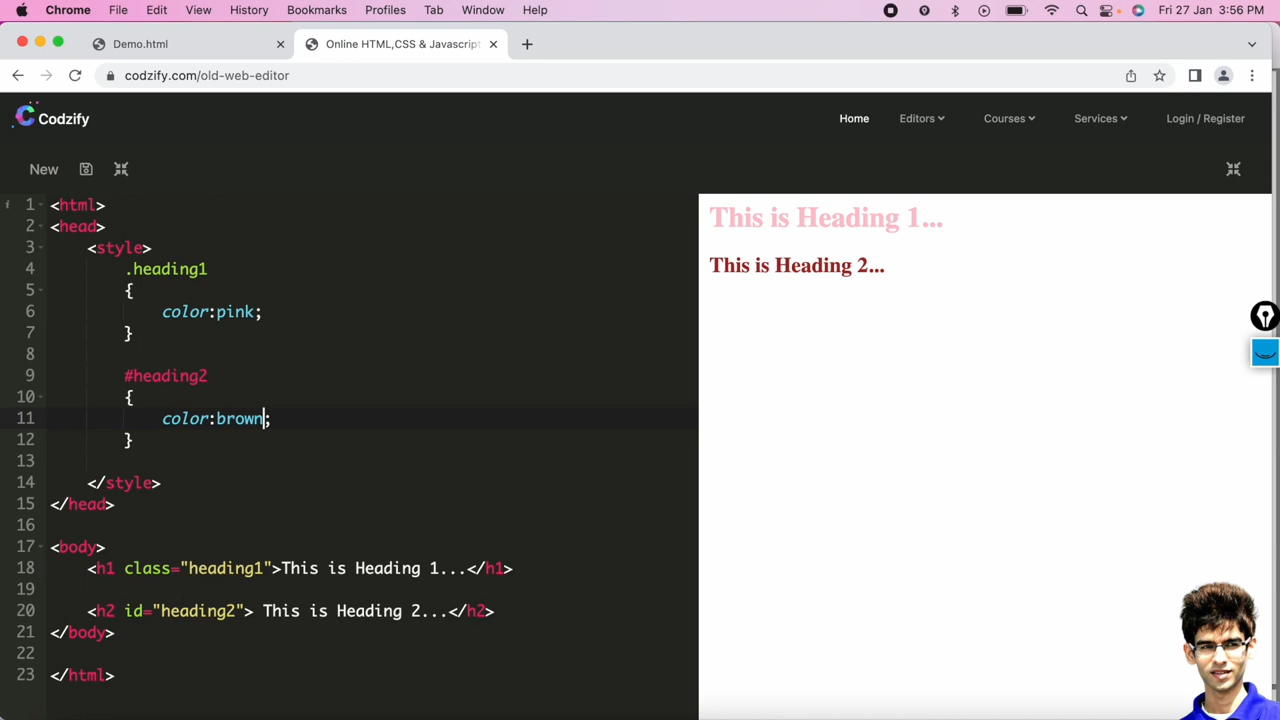 Chrome File Edit View History Bookmarks Profiles Tab Window Help Fri 27 Jan 3:56 PM
Demo.html Online HTML,CSS & Javascript
codzify.com/old-web-editor
Codzify Home Editors Courses Services Login / Register
New
i 1 <html>
2 <head>
3 <style>
4 .heading1
5 {
6 color:pink;
7 }
8
9 #heading2
10 {
11 color:brown;
12 }
13
14 </style>
15 </head>
16
17 <body>
18 <h1 class="heading1">This is Heading 1...</h1>
19
20 <h2 id="heading2"> This is Heading 2...</h2>
21 </body>
22
23 </html>
This is Heading 1...
This is Heading 2...